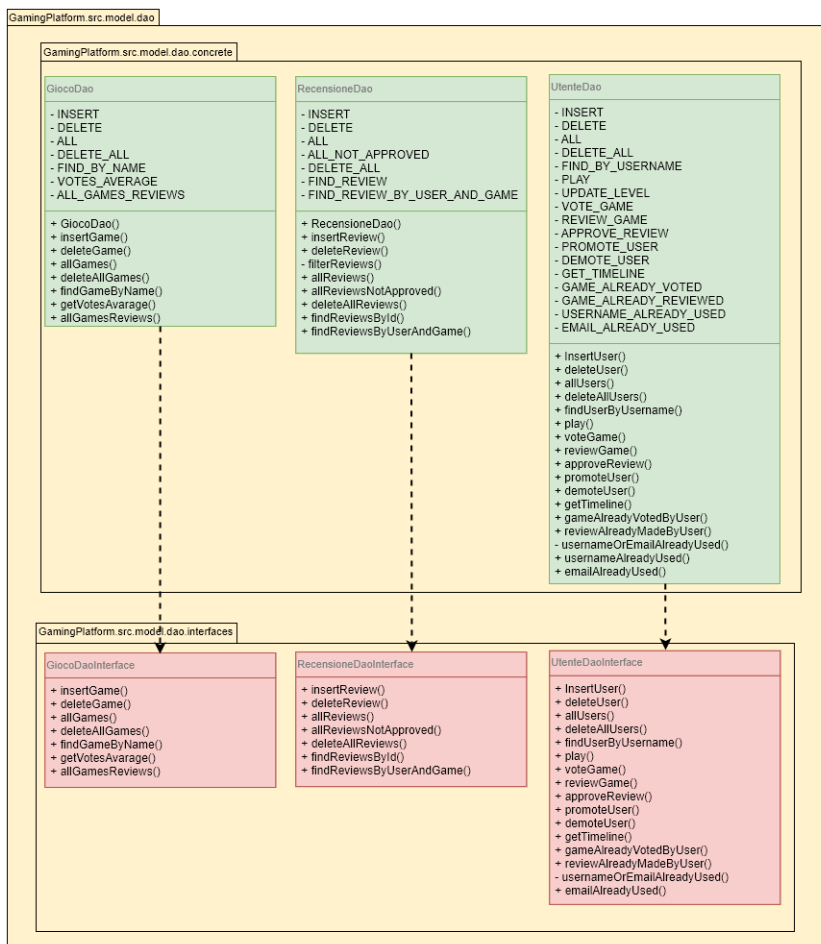 GamingPlatform.src.model.dao
GamingPlatform.src.model.dao.concrete
GiocoDao
- INSERT
- DELETE
- ALL
- DELETE_ALL
- FIND_BY_NAME
- VOTES_AVERAGE
- ALL_GAMES_REVIEWS
+ GiocoDao()
+ insertGame()
+ deleteGame()
+ allGames()
+ deleteAllGames()
+ findGameByName()
+ getVotesAvarage()
+ allGamesReviews()
RecensioneDao
- INSERT
- DELETE
- ALL
- ALL_NOT_APPROVED
- DELETE_ALL
- FIND_REVIEW
- FIND_REVIEW_BY_USER_AND_GAME
+ RecensioneDao()
+ insertReview()
+ deleteReview()
- filterReviews()
+ allReviews()
+ allReviewsNotApproved()
+ deleteAllReviews()
+ findReviewsById()
+ findReviewsByUserAndGame()
UtenteDao
- INSERT
- DELETE
- ALL
- DELETE_ALL
- FIND_BY_USERNAME
- PLAY
- UPDATE_LEVEL
- VOTE_GAME
- REVIEW_GAME
- APPROVE_REVIEW
- PROMOTE_USER
- DEMOTE_USER
- GET_TIMELINE
- GAME_ALREADY_VOTED
- GAME_ALREADY_REVIEWED
- USERNAME_ALREADY_USED
- EMAIL_ALREADY_USED
+ InsertUser()
+ deleteUser()
+ allUsers()
+ deleteAllUsers()
+ findUserByUsername()
+ play()
+ voteGame()
+ reviewGame()
+ approveReview()
+ promoteUser()
+ demoteUser()
+ getTimeline()
+ gameAlreadyVotedByUser()
+ reviewAlreadyMadeByUser()
- usernameOrEmailAlreadyUsed()
+ usernameAlreadyUsed()
+ emailAlreadyUsed()
GamingPlatform.src.model.dao.interfaces
GiocoDaoInterface
+ insertGame()
+ deleteGame()
+ allGames()
+ deleteAllGames()
+ findGameByName()
+ getVotesAvarage()
+ allGamesReviews()
RecensioneDaoInterface
+ insertReview()
+ deleteReview()
+ allReviews()
+ allReviewsNotApproved()
+ deleteAllReviews()
+ findReviewsById()
+ findReviewsByUserAndGame()
UtenteDaoInterface
+ InsertUser()
+ deleteUser()
+ allUsers()
+ deleteAllUsers()
+ findUserByUsername()
+ play()
+ voteGame()
+ reviewGame()
+ approveReview()
+ promoteUser()
+ demoteUser()
+ getTimeline()
+ gameAlreadyVotedByUser()
+ reviewAlreadyMadeByUser()
- usernameOrEmailAlreadyUsed()
+ emailAlreadyUsed()